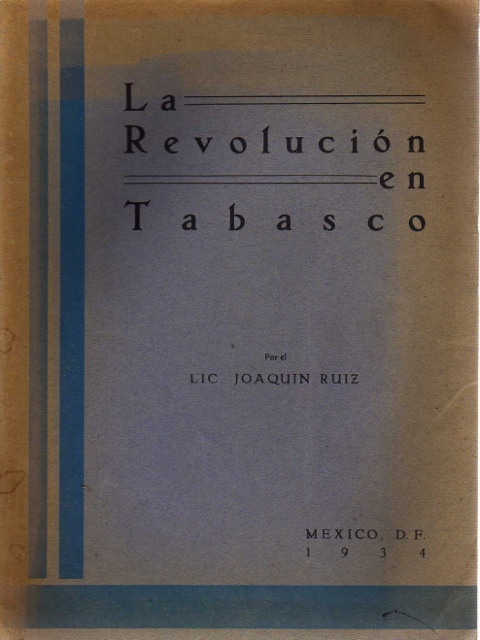 La
Revolución
en
Tabasco
Por el
LIC JOAQUIN RUIZ
MEXICO, D. F.
1934